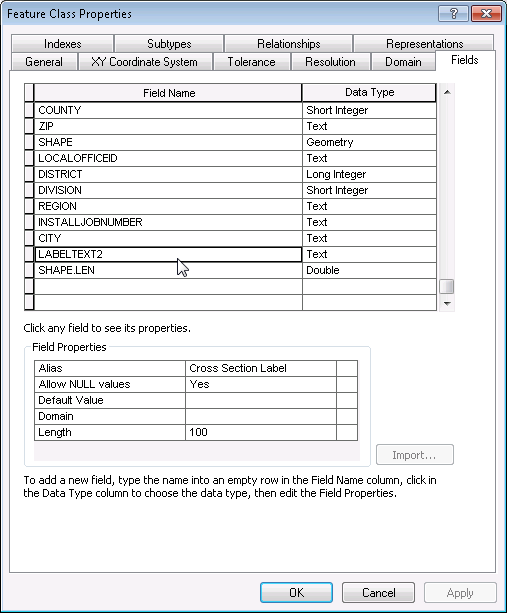 Feature Class Properties
Indexes Subtypes Relationships Representations
General XY Coordinate System Tolerance Resolution Domain Fields
Field Name Data Type
COUNTY Short Integer
ZIP Text
SHAPE Geometry
LOCALOFFICEID Text
DISTRICT Long Integer
DIVISION Short Integer
REGION Text
INSTALLJOBNUMBER Text
CITY Text
LABELTEXT2 Text
SHAPE.LEN Double
Click any field to see its properties.
Field Properties
Alias Cross Section Label
Allow NULL values Yes
Default Value
Domain
Length 100
Import...
To add a new field, type the name into an empty row in the Field Name column, click in
the Data Type column to choose the data type, then edit the Field Properties.
OK Cancel Apply